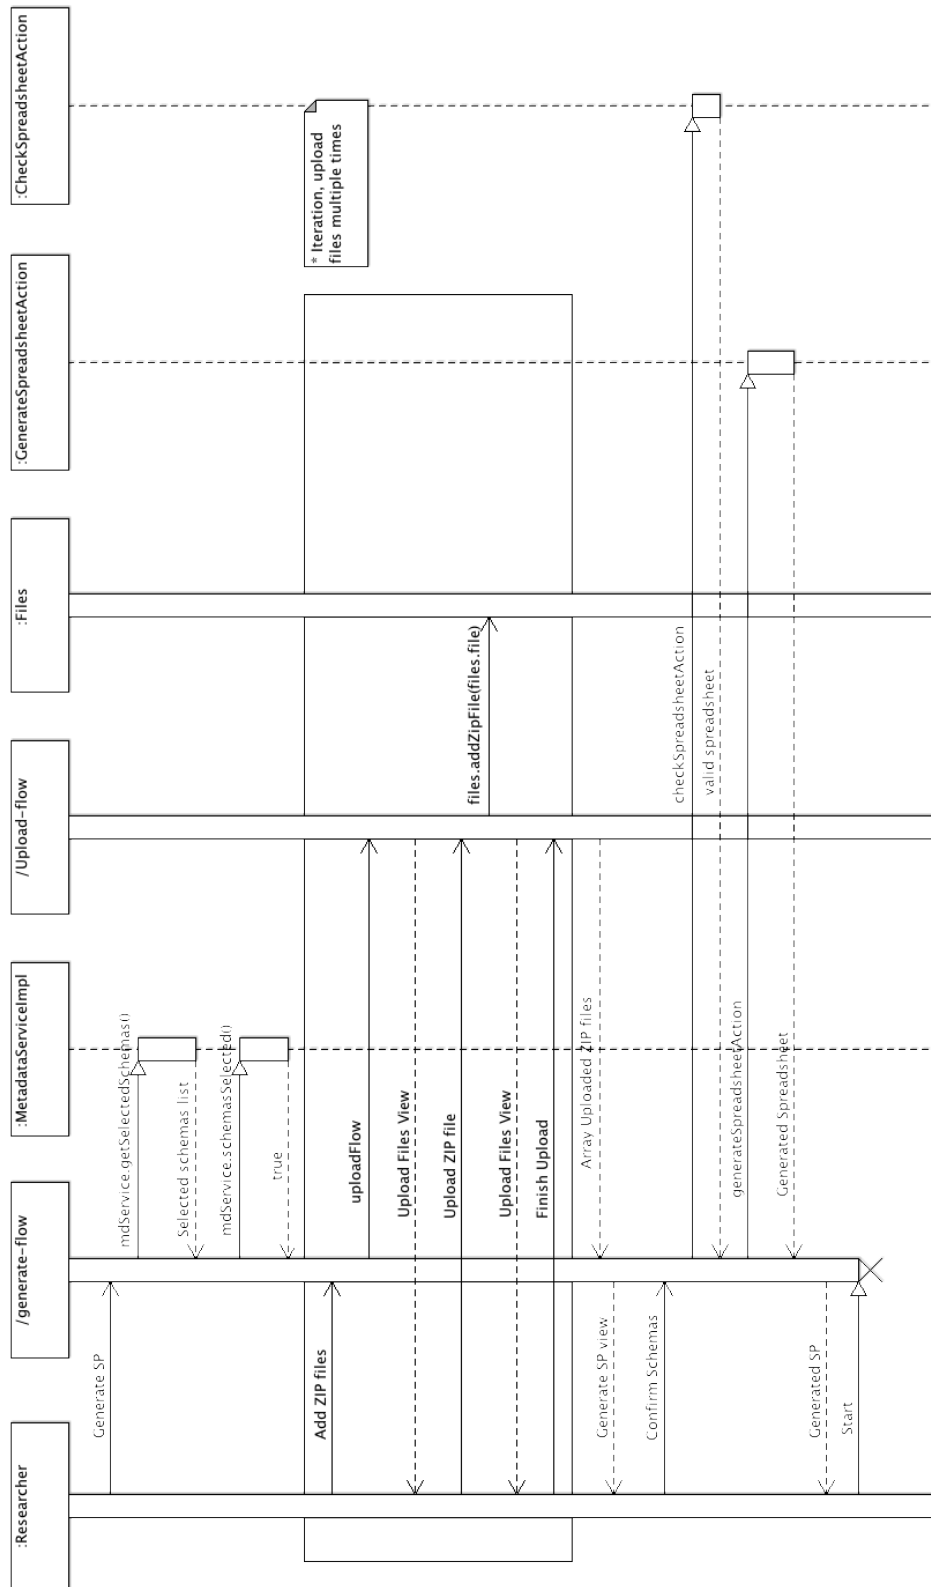 :Researcher
/generate-flow
:MetadataServiceImpl
/Upload-flow
:Files
:GenerateSpreadsheetAction
:CheckSpreadsheetAction
Generate SP
mdService.getSelectedSchemas()
Selected schemas list
mdService.schemasSelected()
true
* Iteration, upload
files multiple times
Add ZIP files
uploadFlow
Upload Files View
Upload ZIP file
files.addZipFile(files.file)
Upload Files View
Finish Upload
Array Uploaded ZIP files
Generate SP view
Confirm Schemas
checkSpreadsheetAction
valid spreadsheet
generateSpreadsheetAction
Generated Spreadsheet
Generated SP
Start